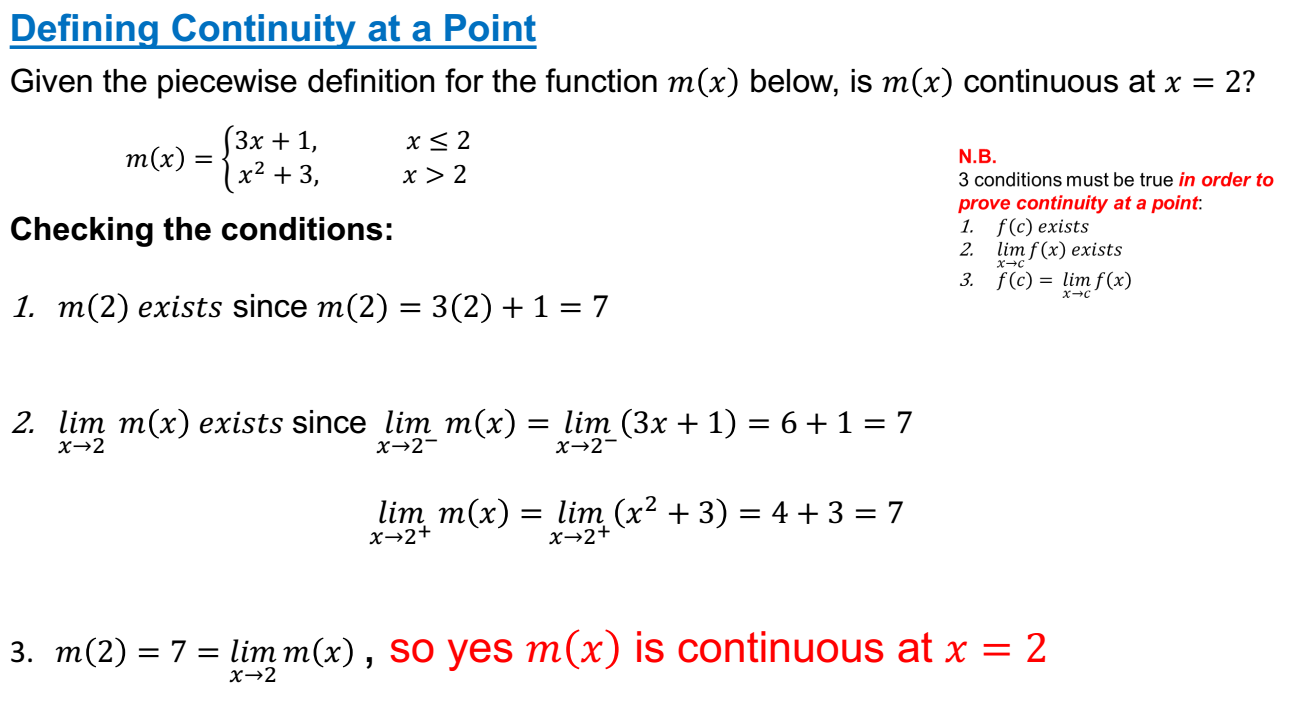 Defining Continuity at a Point
Given the piecewise definition for the function m(x) below, is m(x) continuous at x = 2?
m(x) = { 3x + 1,   x ≤ 2
x² + 3,   x > 2
N.B.
3 conditions must be true in order to
prove continuity at a point:
1. f(c) exists
2. lim x→c f(x) exists
3. f(c) = lim x→c f(x)
Checking the conditions:
1. m(2) exists since m(2) = 3(2) + 1 = 7
2. lim x→2 m(x) exists since lim x→2⁻ m(x) = lim x→2⁻ (3x + 1) = 6 + 1 = 7
lim x→2⁺ m(x) = lim x→2⁺ (x² + 3) = 4 + 3 = 7
3. m(2) = 7 = lim x→2 m(x) , so yes m(x) is continuous at x = 2